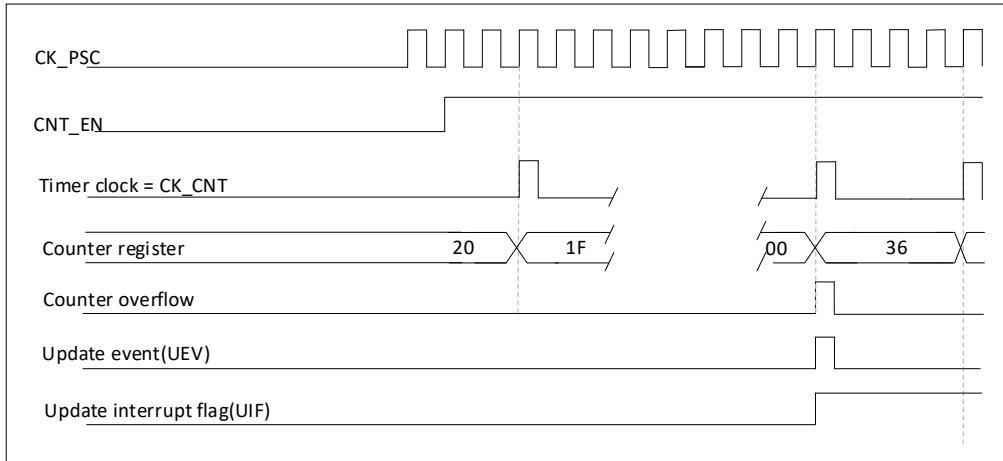 CK_PSC
CNT_EN
Timer clock = CK_CNT
Counter register 20 1F 00 36
Counter overflow
Update event(UEV)
Update interrupt flag(UIF)